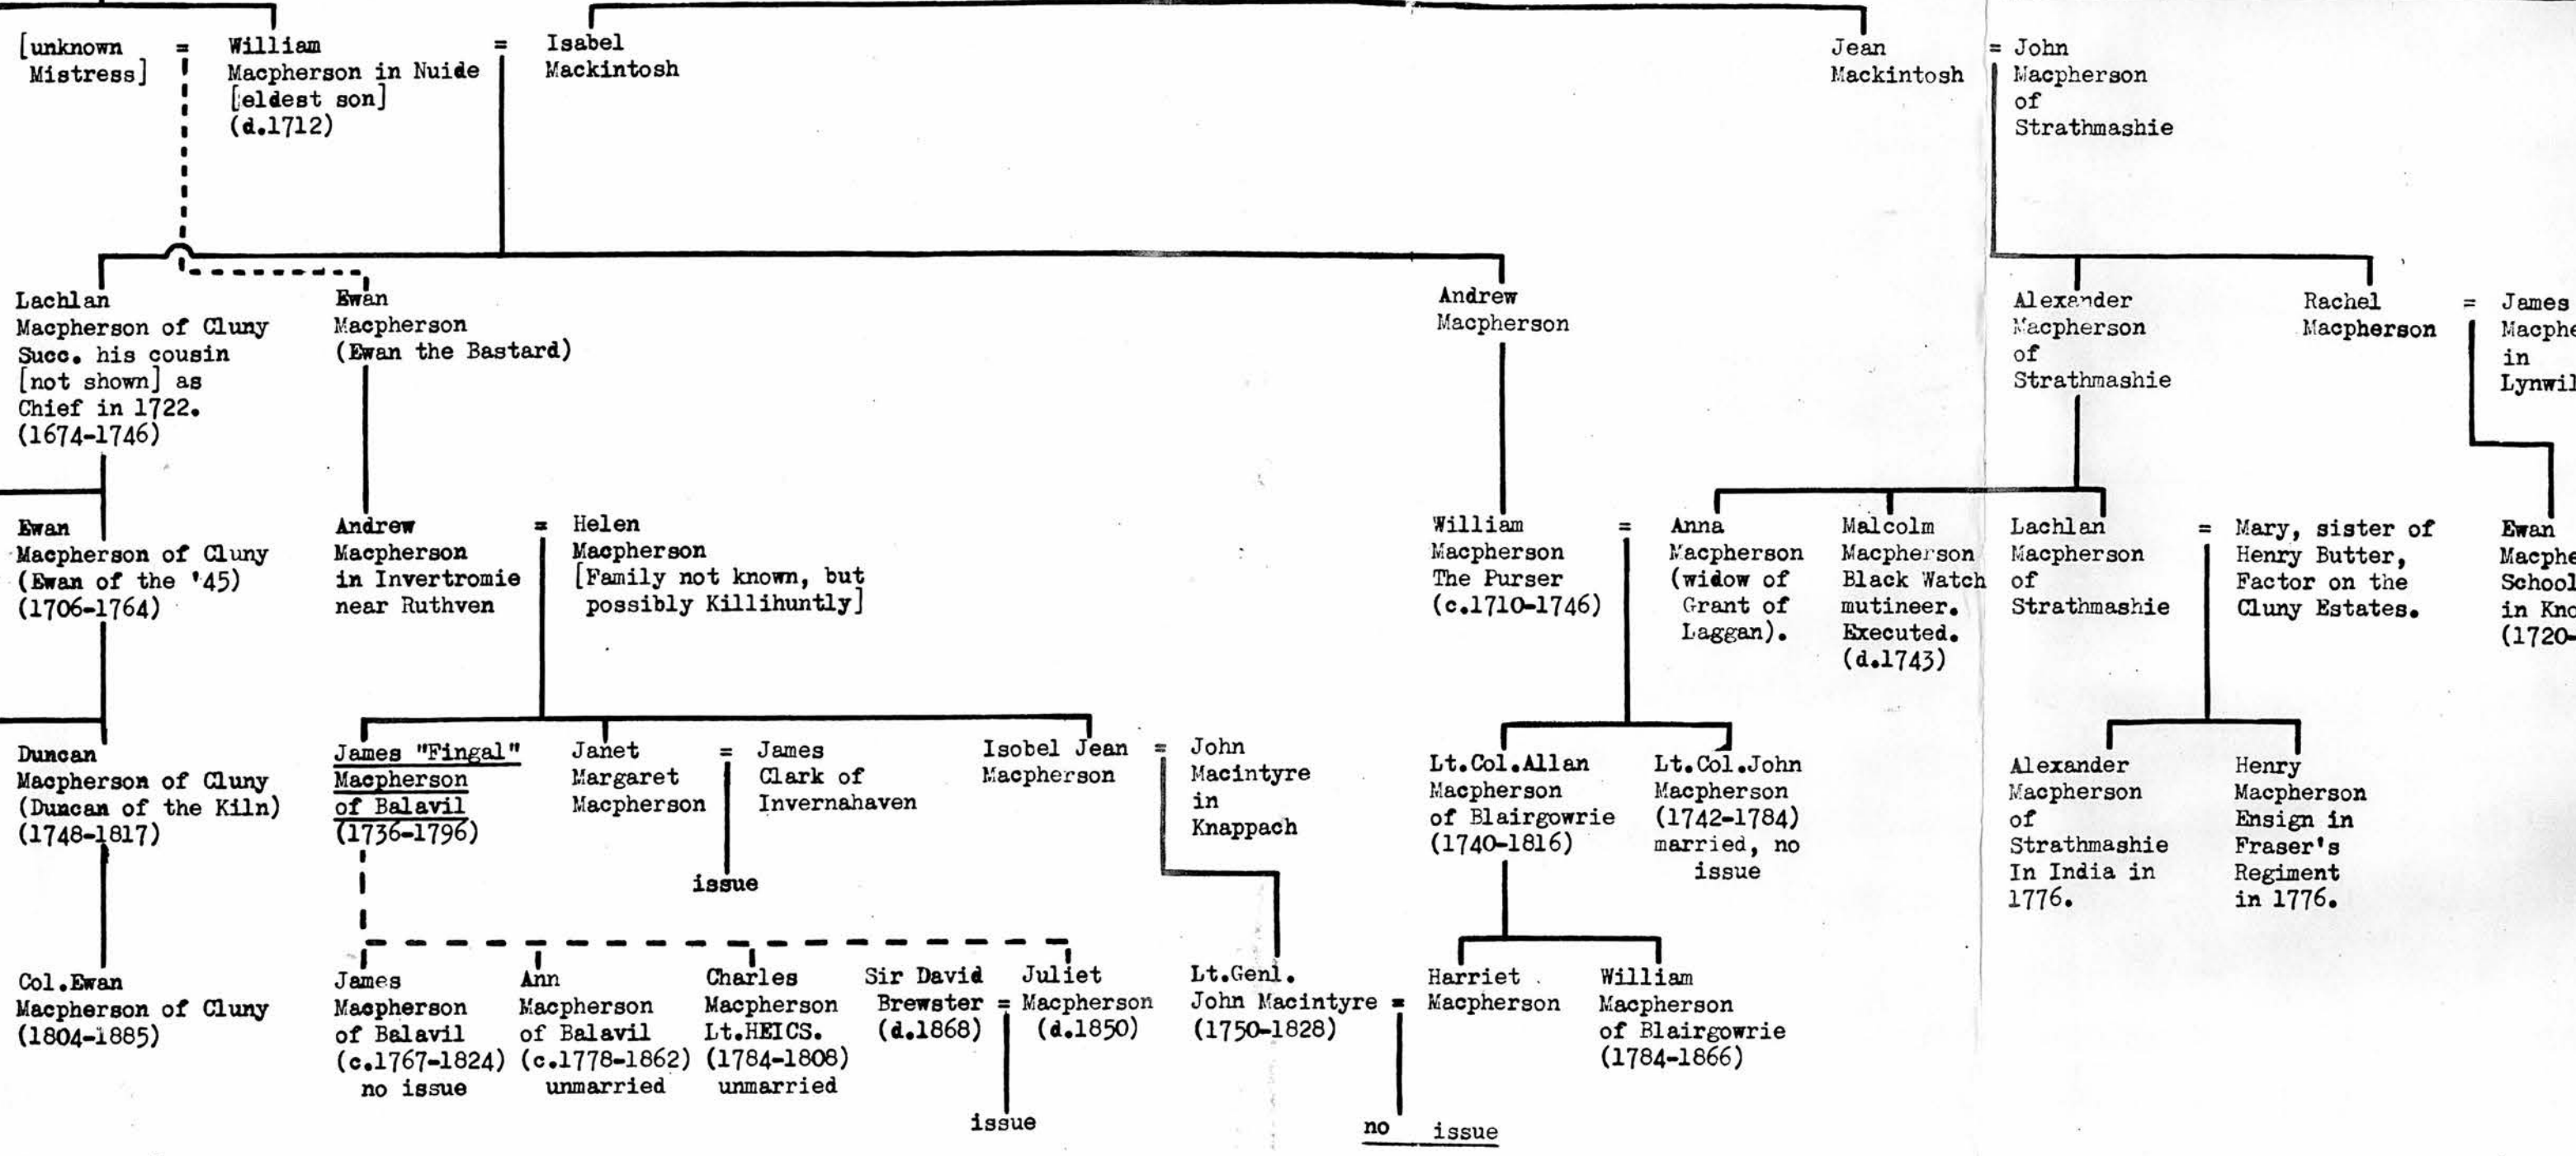 [unknown
Mistress]
=
William
Macpherson in Nuide
[eldest son]
(d.1712)
=
Isabel
Mackintosh
Jean
Mackintosh
=
John
Macpherson
of
Strathmashie
Lachlan
Macpherson of Cluny
Succ. his cousin
[not shown] as
Chief in 1722.
(1674-1746)
Ewan
Macpherson
(Ewan the Bastard)
Andrew
Macpherson
Alexander
Macpherson
of
Strathmashie
Rachel
Macpherson
=
James
Macphe
in
Lynwil
Ewan
Macpherson of Cluny
(Ewan of the '45)
(1706-1764)
Andrew
Macpherson
in Invertromie
near Ruthven
=
Helen
Macpherson
[Family not known, but
possibly Killihuntly]
William
Macpherson
The Purser
(c.1710-1746)
=
Anna
Macpherson
(widow of
Grant of
Laggan).
Malcolm
Macpherson
Black Watch
mutineer.
Executed.
(d.1743)
Lachlan
Macpherson
of
Strathmashie
=
Mary, sister of
Henry Butter,
Factor on the
Cluny Estates.
Ewan
Macphe
School
in Kno
(1720-
Duncan
Macpherson of Cluny
(Duncan of the Kiln)
(1748-1817)
James "Fingal"
Macpherson
of Balavil
(1736-1796)
Janet
Margaret
Macpherson
=
James
Clark of
Invernahaven
issue
Isobel Jean
Macpherson
=
John
Macintyre
in
Knappach
Lt.Col.Allan
Macpherson
of Blairgowrie
(1740-1816)
Lt.Col.John
Macpherson
(1742-1784)
married, no
issue
Alexander
Macpherson
of
Strathmashie
In India in
1776.
Henry
Macpherson
Ensign in
Fraser's
Regiment
in 1776.
Col.Ewan
Macpherson of Cluny
(1804-1885)
James
Macpherson
of Balavil
(c.1767-1824)
no issue
Ann
Macpherson
of Balavil
(c.1778-1862)
unmarried
Charles
Macpherson
Lt.HEICS.
(1784-1808)
unmarried
Sir David
Brewster
(d.1868)
=
Juliet
Macpherson
(d.1850)
issue
Lt.Genl.
John Macintyre
(1750-1828)
=
Harriet
Macpherson
no issue
William
Macpherson
of Blairgowrie
(1784-1866)